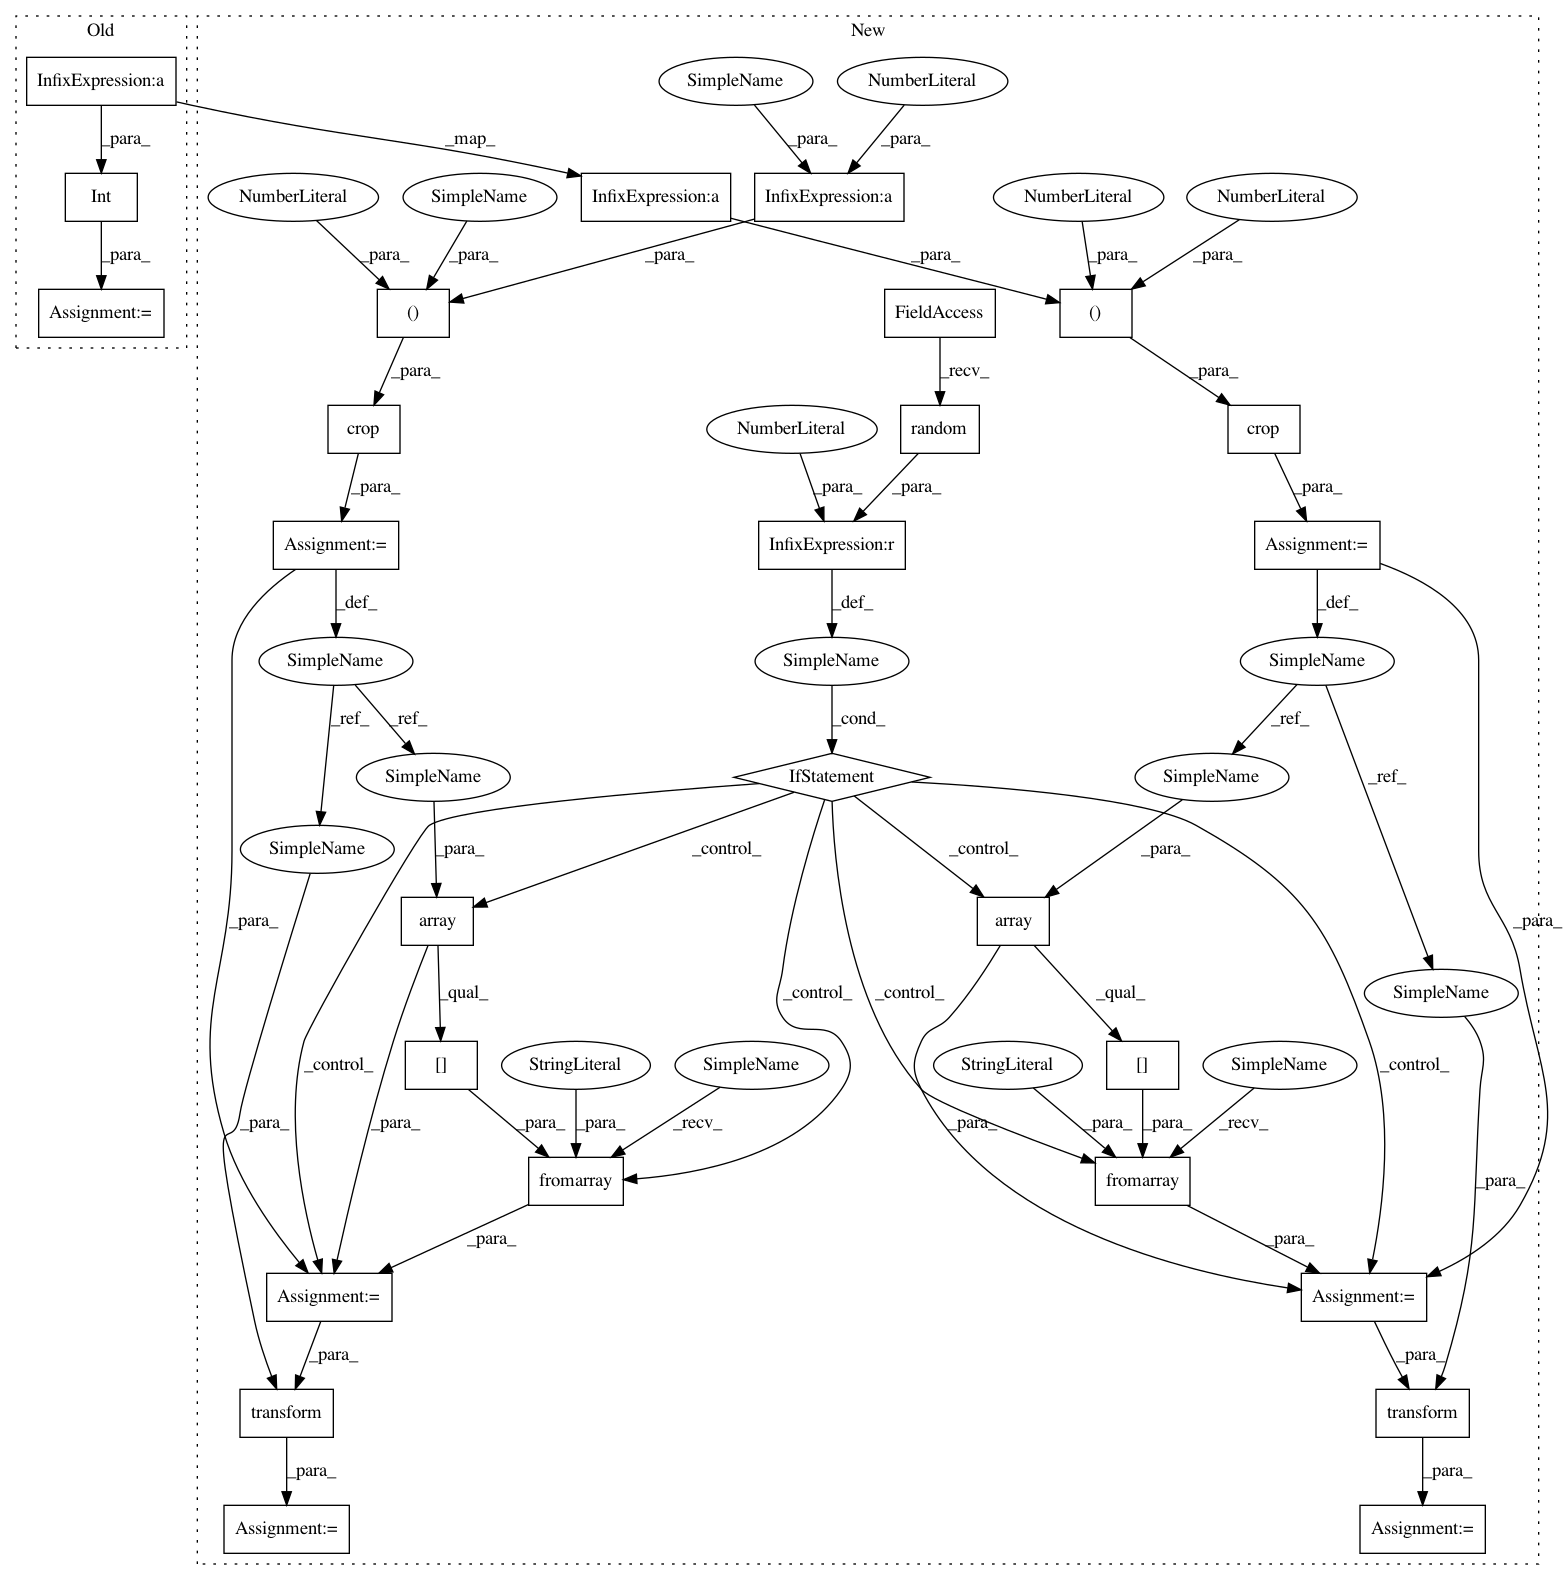 Old
New
InfixExpression:a
SimpleName
NumberLiteral
_para_
_map_
_para_
_para_
Int
NumberLiteral
SimpleName
InfixExpression:a
InfixExpression:a
NumberLiteral
NumberLiteral
_para_
_para_
_para_
_para_
_para_
_para_
_para_
Assignment:=
()
FieldAccess
()
_para_
_recv_
_para_
crop
NumberLiteral
random
crop
_para_
_para_
_para_
_para_
Assignment:=
InfixExpression:r
Assignment:=
_def_
_def_
_def_
SimpleName
SimpleName
SimpleName
_ref_
_ref_
_cond_
_ref_
SimpleName
IfStatement
SimpleName
_ref_
SimpleName
_para_
_control_
_control_
_para_
_para_
array
array
_para_
_qual_
_control_
_control_
_qual_
SimpleName
_control_
[]
StringLiteral
SimpleName
StringLiteral
[]
SimpleName
_control_
_para_
_para_
_para_
_para_
_recv_
_para_
_para_
_para_
_recv_
fromarray
fromarray
_para_
_para_
_para_
Assignment:=
Assignment:=
_para_
_para_
transform
transform
_para_
_para_
Assignment:=
Assignment:=